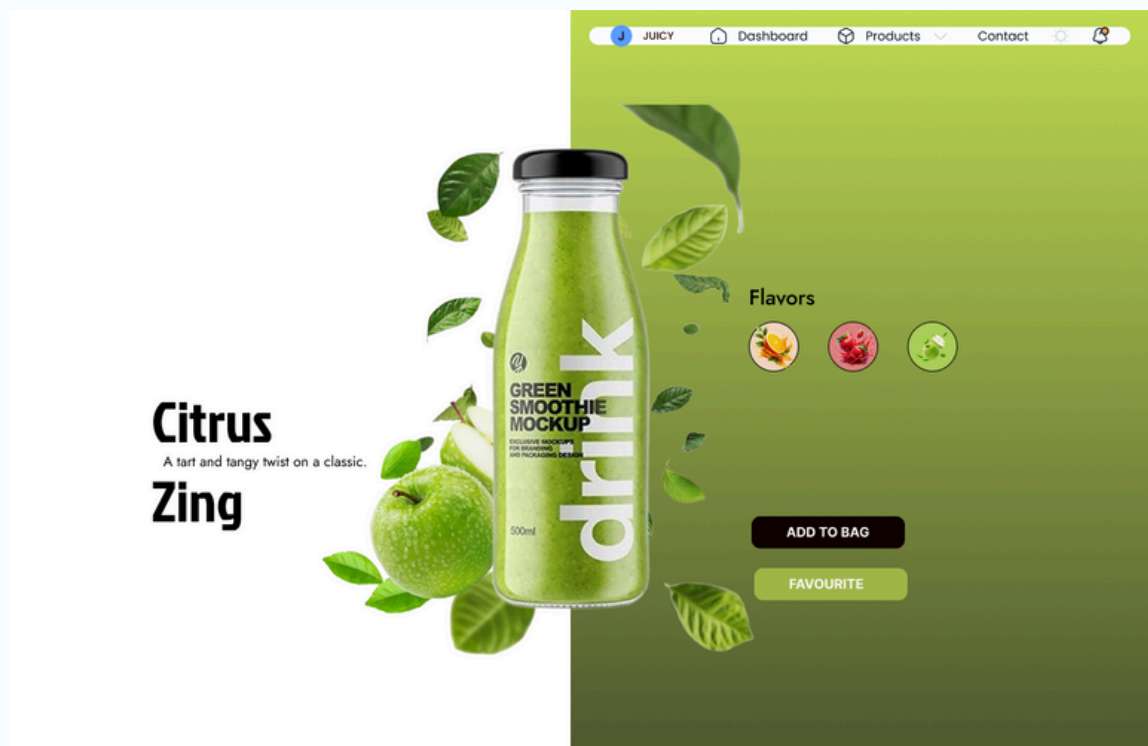 J JUICY Dashboard Products Contact
Flavors
Citrus
A tart and tangy twist on a classic.
Zing
drink
GREEN
SMOOTHIE
MOCKUP
EXCLUSIVE MOCKUPS
FOR BRANDING
AND PACKAGING DESIGN
500ml
ADD TO BAG
FAVOURITE